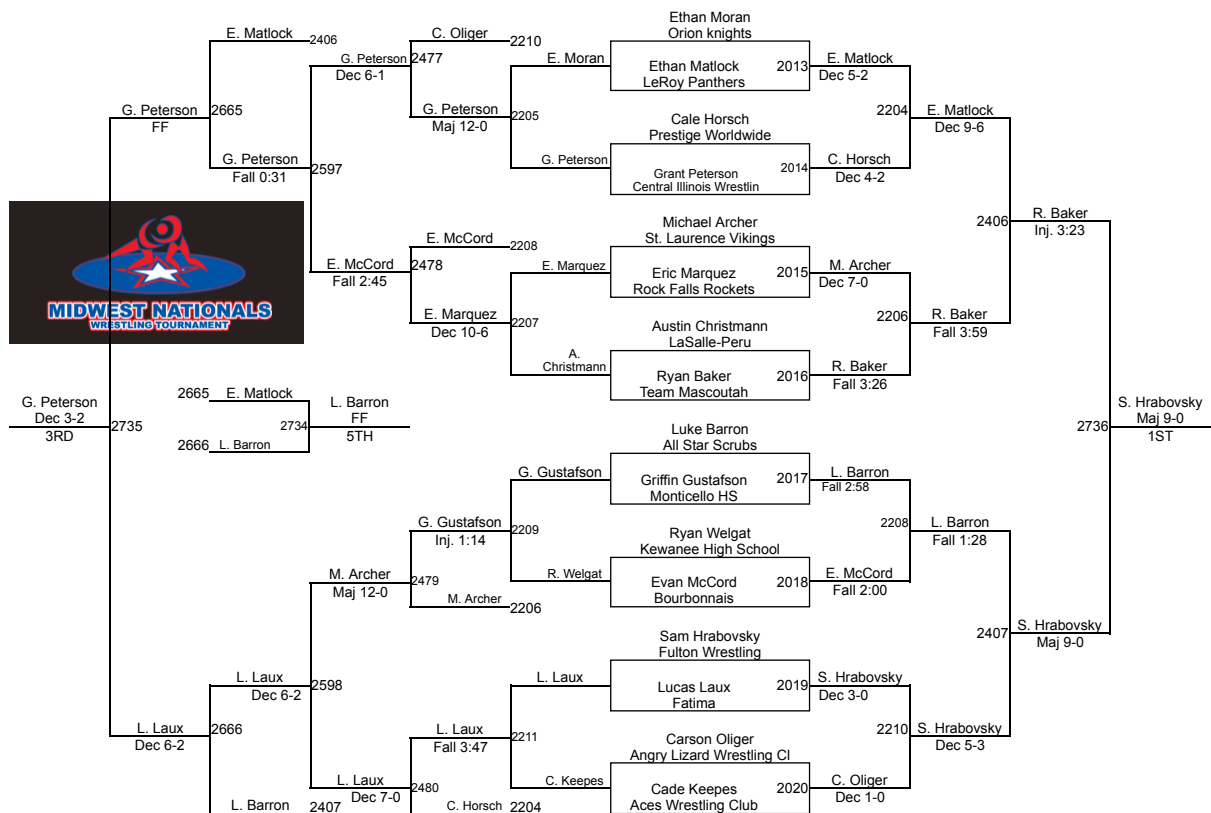 Ethan Moran
Orion knights
E. Matlock
2406
C. Oliger
2210
G. Peterson
2477
Dec 6-1
E. Moran
Ethan Matlock
2013
LeRoy Panthers
E. Matlock
Dec 5-2
G. Peterson
2665
FF
G. Peterson
2205
Maj 12-0
Cale Horsch
Prestige Worldwide
2204
E. Matlock
Dec 9-6
G. Peterson
Fall 0:31
2597
G. Peterson
Grant Peterson
2014
Central Illinois Wrestlin
C. Horsch
Dec 4-2
Michael Archer
St. Laurence Vikings
2406
R. Baker
Inj. 3:23
E. McCord
2208
E. McCord
2478
Fall 2:45
E. Marquez
Eric Marquez
2015
Rock Falls Rockets
M. Archer
Dec 7-0
MIDWEST NATIONALS
WRESTLING TOURNAMENT
E. Marquez
2207
Dec 10-6
Austin Christmann
LaSalle-Peru
2206
R. Baker
Fall 3:59
A.
Christmann
Ryan Baker
2016
Team Mascoutah
R. Baker
Fall 3:26
G. Peterson
Dec 3-2
3RD
2735
2665
E. Matlock
2734
L. Barron
FF
5TH
2666
L. Barron
Luke Barron
All Star Scrubs
2736
S. Hrabovsky
Maj 9-0
1ST
G. Gustafson
Griffin Gustafson
2017
Monticello HS
L. Barron
Fall 2:58
G. Gustafson
2209
Inj. 1:14
Ryan Welgat
Kewanee High School
2208
L. Barron
Fall 1:28
M. Archer
2479
Maj 12-0
R. Welgat
Evan McCord
2018
Bourbonnais
E. McCord
Fall 2:00
M. Archer
2206
Sam Hrabovsky
Fulton Wrestling
2407
S. Hrabovsky
Maj 9-0
L. Laux
2598
Dec 6-2
L. Laux
Lucas Laux
2019
Fatima
S. Hrabovsky
Dec 3-0
L. Laux
2666
Dec 6-2
L. Laux
2211
Fall 3:47
Carson Oliger
Angry Lizard Wrestling Cl
2210
S. Hrabovsky
Dec 5-3
L. Laux
2480
Dec 7-0
C. Keepes
Cade Keepes
2020
Aces Wrestling Club
C. Oliger
Dec 1-0
L. Barron
2407
C. Horsch
2204